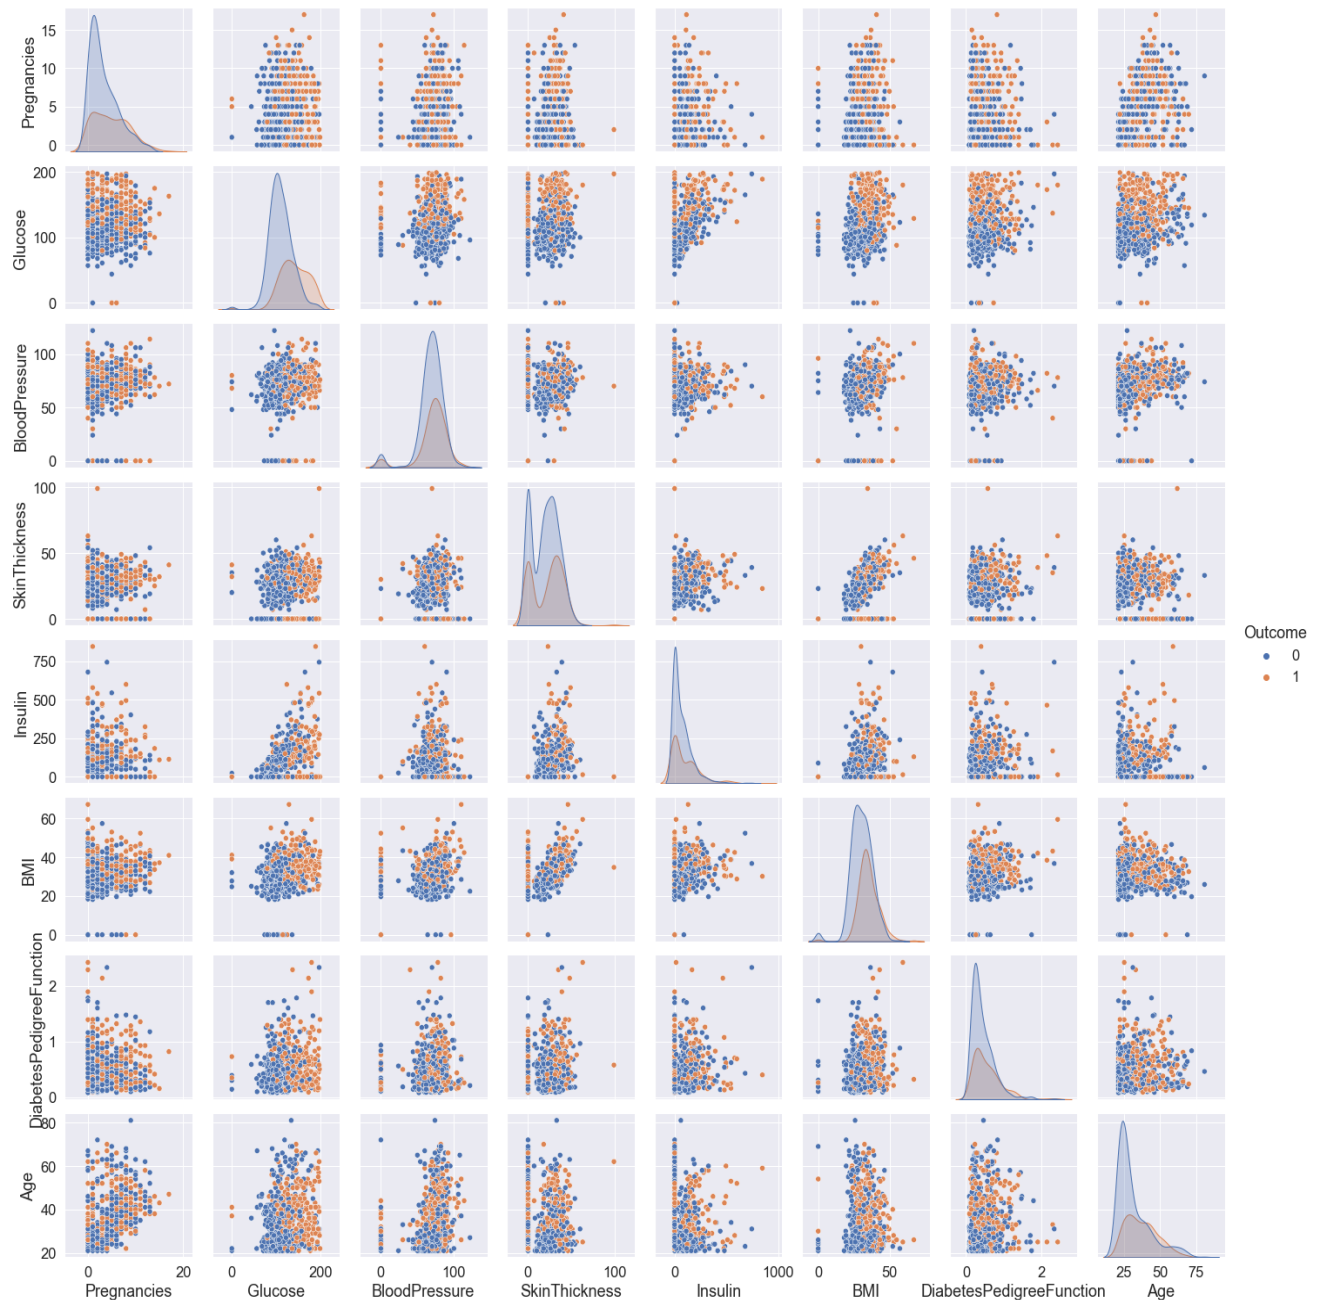 Pregnancies
15
10
5
0
Glucose
200
100
0
BloodPressure
100
50
0
SkinThickness
100
50
0
Outcome
0
1
Insulin
750
500
250
0
BMI
60
40
20
0
DiabetesPedigreeFunction
2
1
0
Age
80
60
40
20
0 20
0 200
0 100
0 100
0 1000
0 50
0 2
25 50 75
Pregnancies
Glucose
BloodPressure
SkinThickness
Insulin
BMI
DiabetesPedigreeFunction
Age